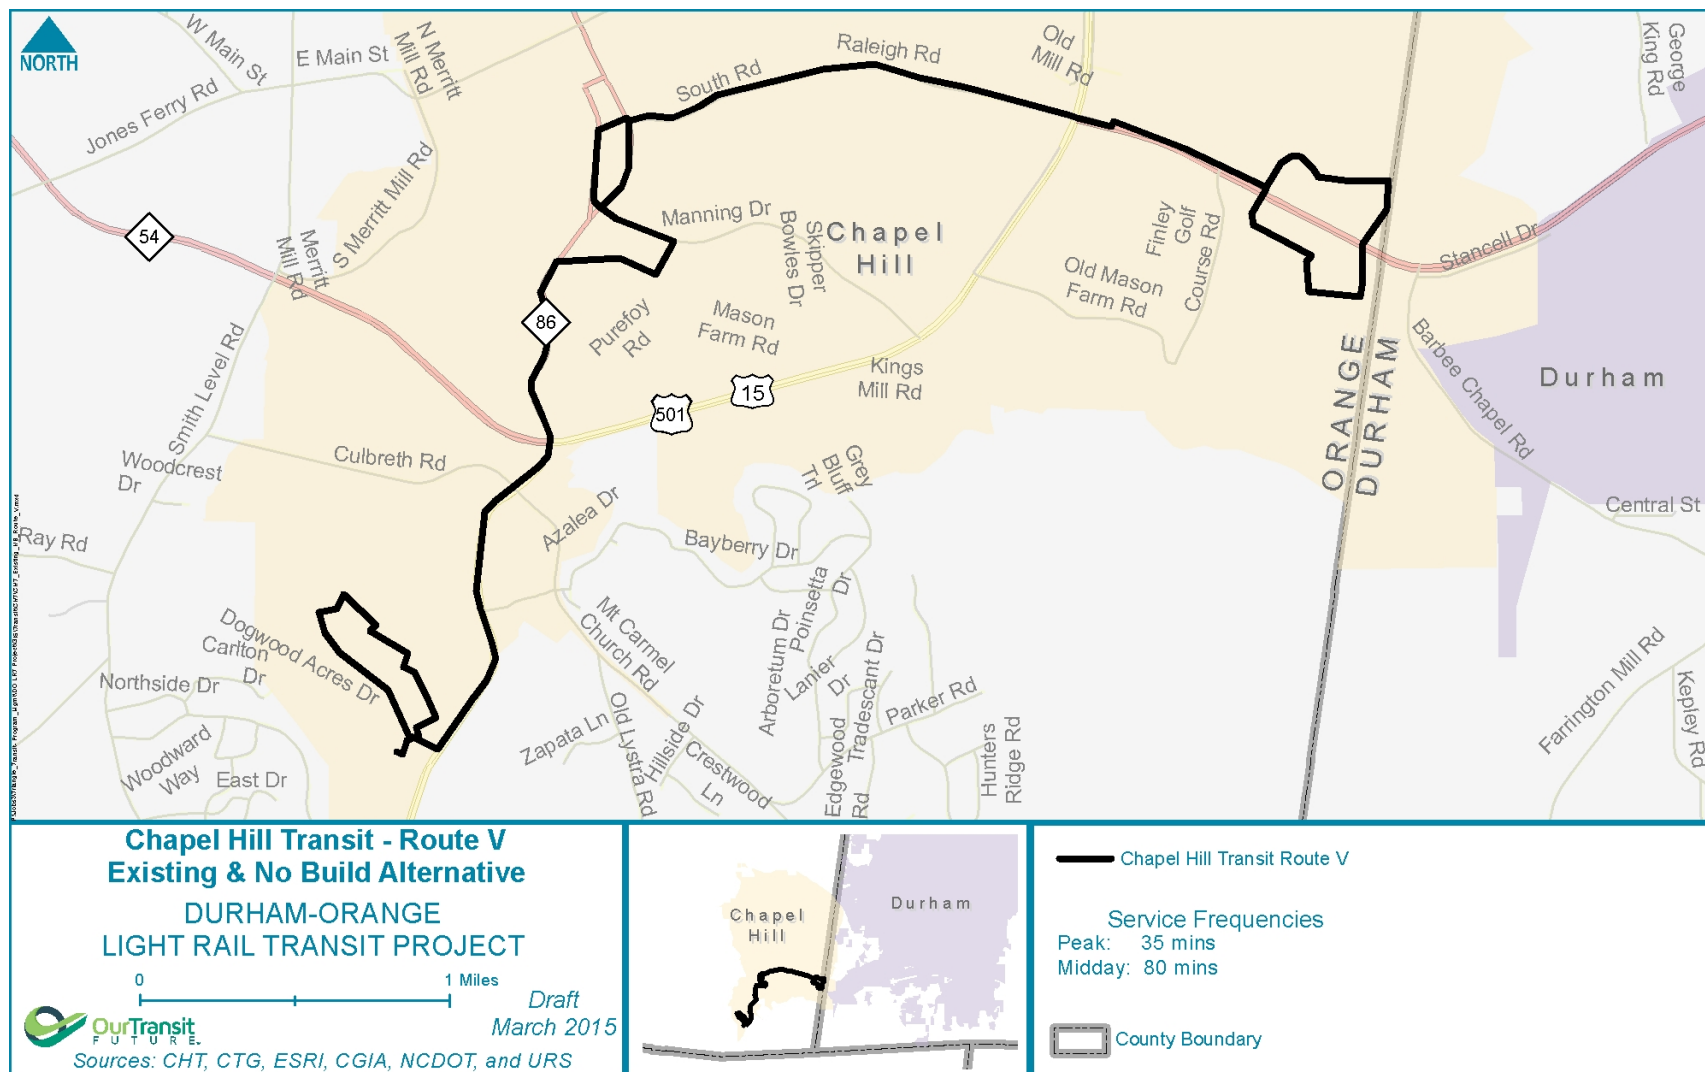 NORTH
W Main St
E Main St
N Merritt
Mill Rd
Jones Ferry Rd
S Merritt Mill Rd
54
Merritt
Mill Rd
South Rd
Raleigh Rd
Old
Mill Rd
George
King Rd
Manning Dr
Skipper
Bowles Dr
Chapel
Hill
Finley
Golf
Course Rd
Old Mason
Farm Rd
Stancell Dr
86
Purefoy
Rd
Mason
Farm Rd
Kings
Mill Rd
15
501
ORANGE
DURHAM
Durham
Barbee Chapel Rd
Smith Level Rd
Culbreth Rd
Woodcrest
Dr
Grey
Bluff
Trl
Azalea Dr
Central St
Ray Rd
Bayberry Dr
Poinsetta
Dr
Arboretum Dr
Mt Carmel
Church Rd
Dogwood Acres Dr
Carlton
Dr
Northside Dr
Lanier
Dr
Tradescant Dr
Parker Rd
Farrington Mill Rd
Kepley Rd
Zapata Ln
Old Lystra Rd
Hillside Dr
Crestwood
Ln
Edgewood
Rd
Hunters
Ridge Rd
Woodward
Way
East Dr
Chapel Hill Transit - Route V
Existing & No Build Alternative
DURHAM-ORANGE
LIGHT RAIL TRANSIT PROJECT
0 1 Miles
Draft
March 2015
OurTransit
FUTURE
Sources: CHT, CTG, ESRI, CGIA, NCDOT, and URS
Chapel
Hill
Durham
Chapel Hill Transit Route V
Service Frequencies
Peak: 35 mins
Midday: 80 mins
County Boundary